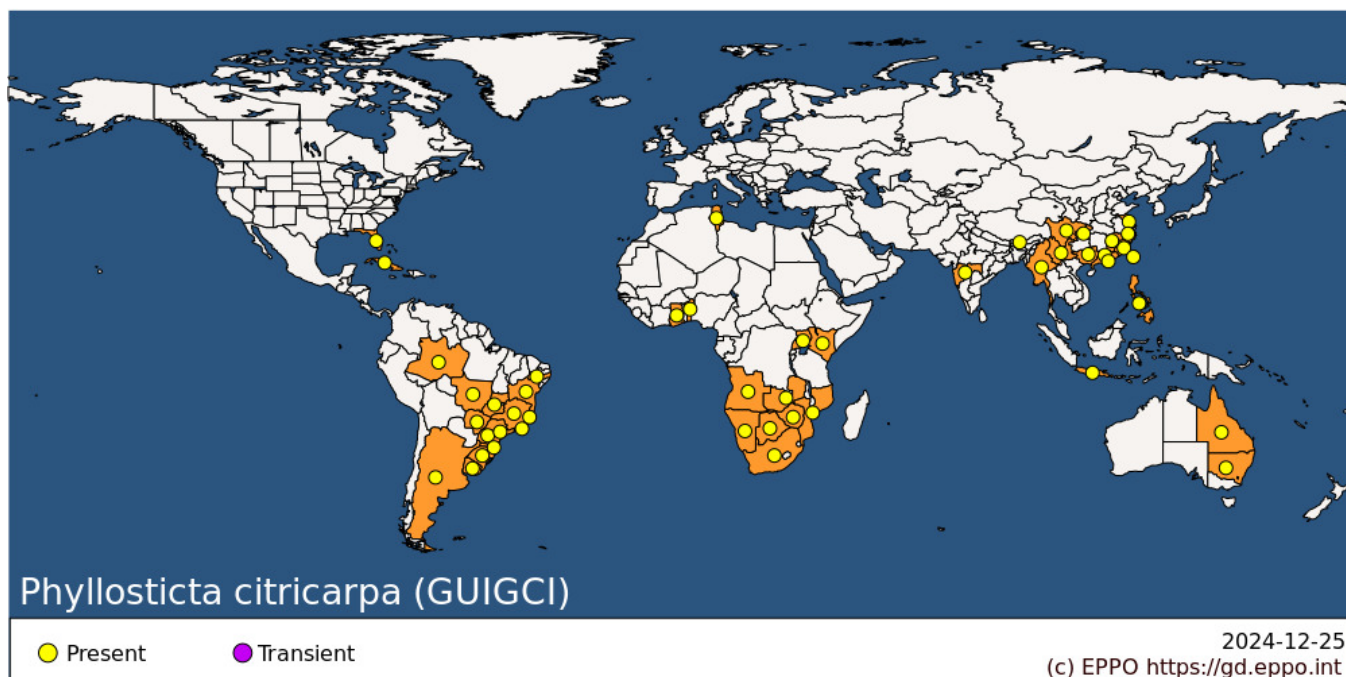 Phyllosticta citricarpa (GUIGCI)
Present
Transient
2024-12-25
(c) EPPO https://gd.eppo.int